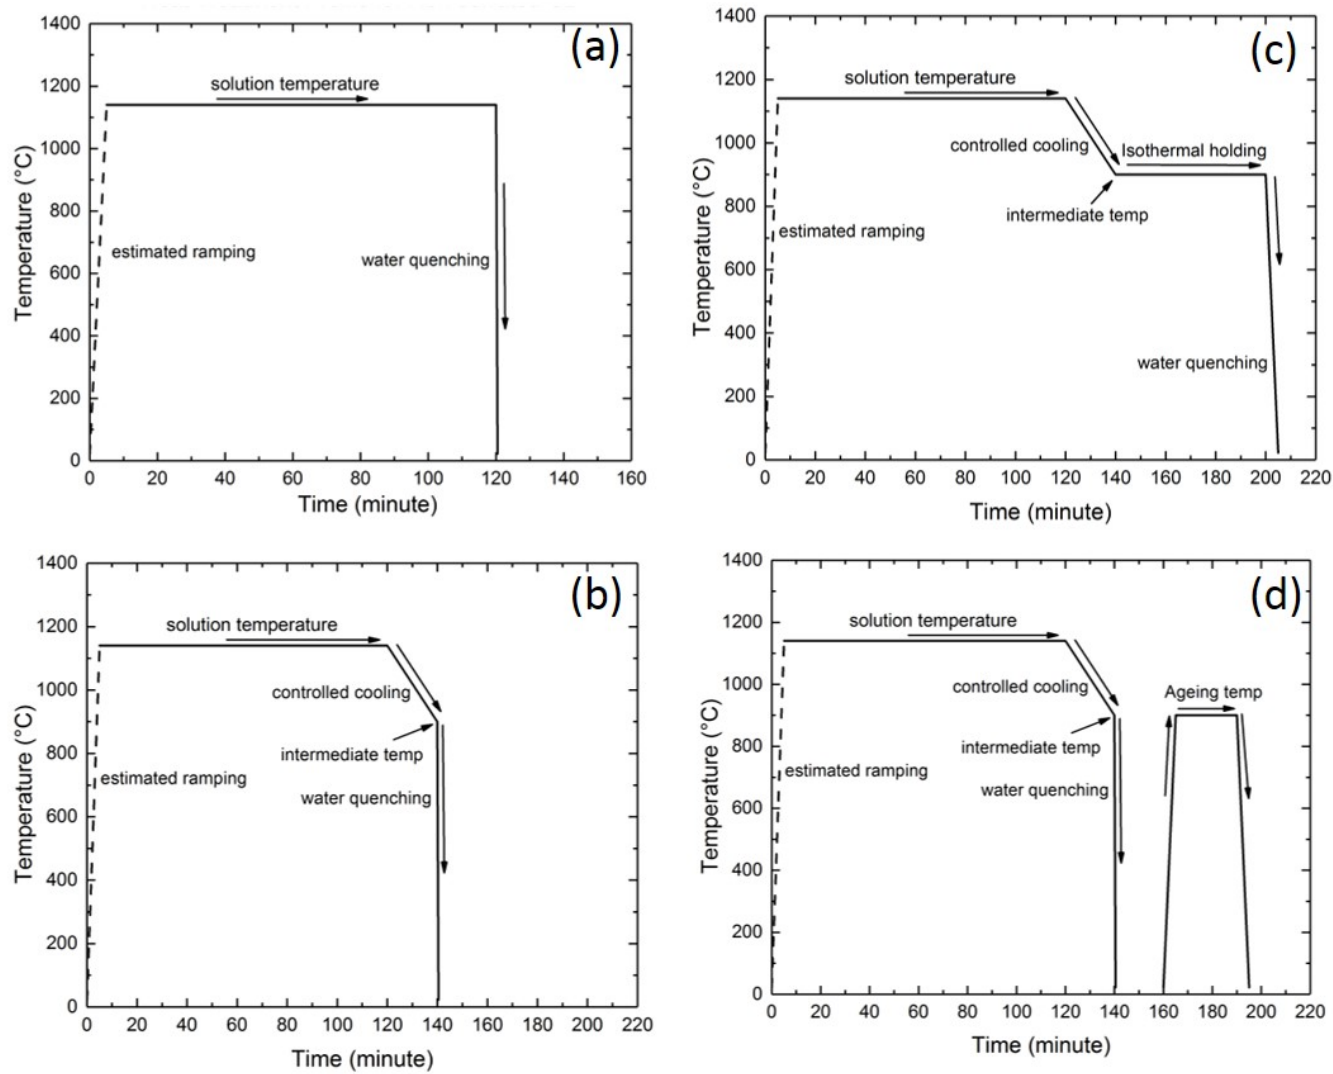 (a)
1400
1200
1000
800
600
400
200
0
Temperature (°C)
solution temperature
estimated ramping
water quenching
0 20 40 60 80 100 120 140 160
Time (minute)
(c)
1400
1200
1000
800
600
400
200
0
Temperature (°C)
solution temperature
controlled cooling
Isothermal holding
intermediate temp
estimated ramping
water quenching
0 20 40 60 80 100 120 140 160 180 200 220
Time (minute)
(b)
1400
1200
1000
800
600
400
200
0
Temperature (°C)
solution temperature
controlled cooling
intermediate temp
estimated ramping
water quenching
0 20 40 60 80 100 120 140 160 180 200 220
Time (minute)
(d)
1400
1200
1000
800
600
400
200
0
Temperature (°C)
solution temperature
controlled cooling
Ageing temp
intermediate temp
estimated ramping
water quenching
0 20 40 60 80 100 120 140 160 180 200 220
Time (minute)